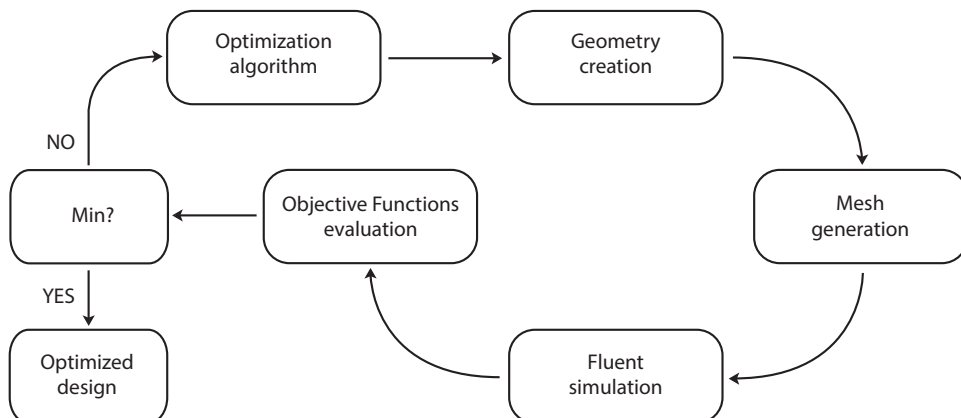 Optimization
algorithm
Geometry
creation
NO
Min?
Objective Functions
evaluation
Mesh
generation
YES
Optimized
design
Fluent
simulation